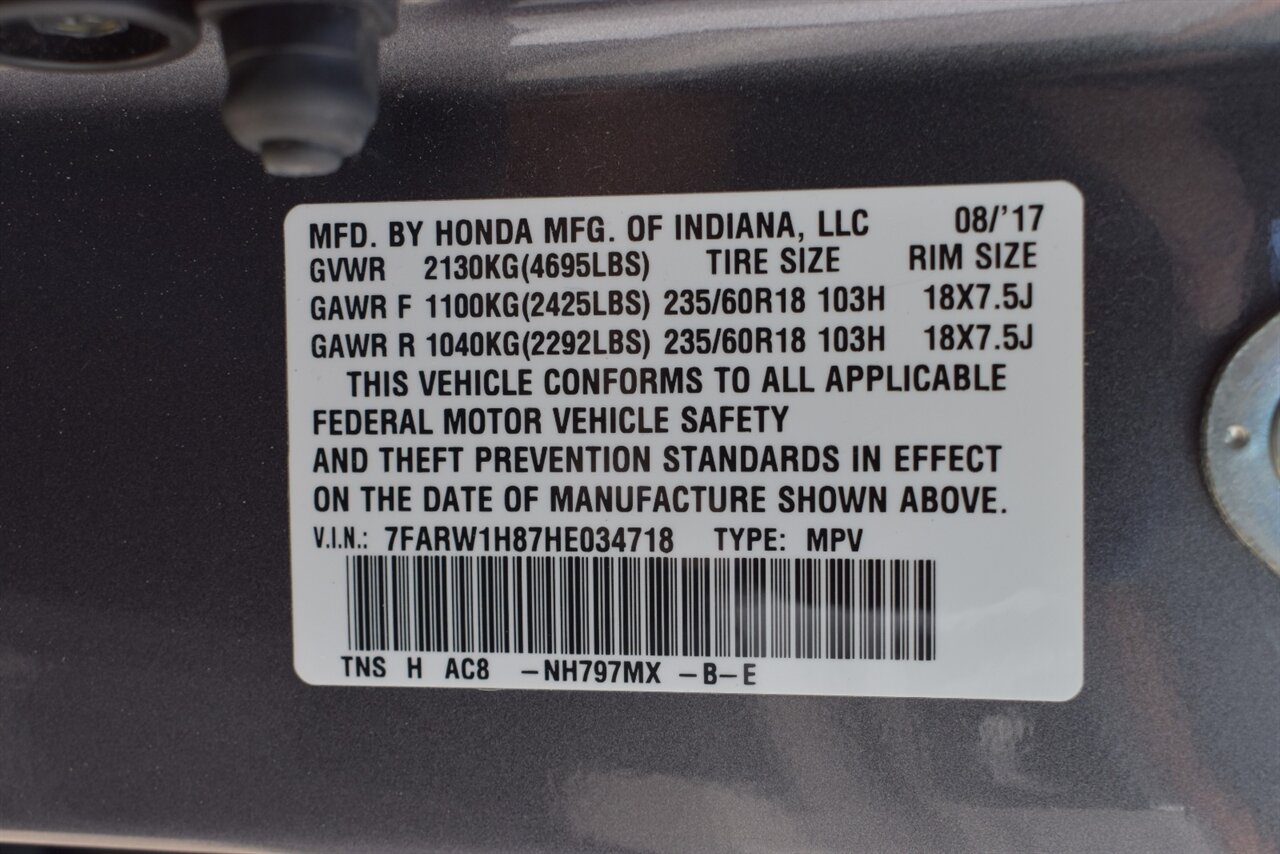 MFD. BY HONDA MFG. OF INDIANA, LLC 08/'17
GVWR 2130KG(4695LBS) TIRE SIZE RIM SIZE
GAWR F 1100KG(2425LBS) 235/60R18 103H 18X7.5J
GAWR R 1040KG(2292LBS) 235/60R18 103H 18X7.5J
THIS VEHICLE CONFORMS TO ALL APPLICABLE
FEDERAL MOTOR VEHICLE SAFETY
AND THEFT PREVENTION STANDARDS IN EFFECT
ON THE DATE OF MANUFACTURE SHOWN ABOVE.
V.I.N.: 7FARW1H87HE034718 TYPE: MPV
TNS H AC8 -NH797MX -B-E